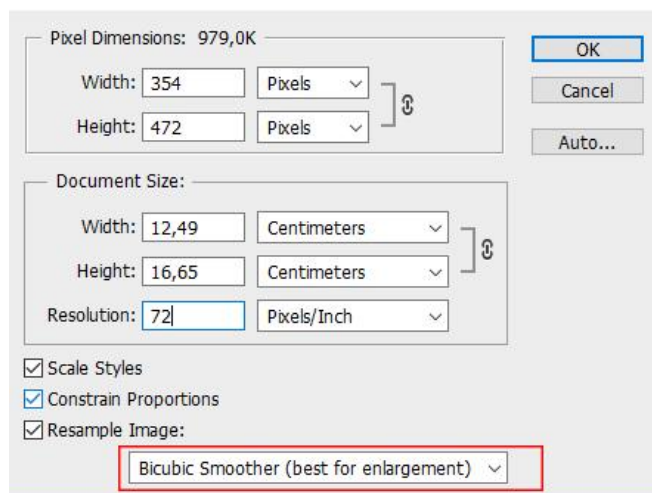 Pixel Dimensions: 979,0K
OK
Width: 354 Pixels
Cancel
Height: 472 Pixels
Auto...
Document Size:
Width: 12,49 Centimeters
Height: 16,65 Centimeters
Resolution: 72 Pixels/Inch
Scale Styles
Constrain Proportions
Resample Image:
Bicubic Smoother (best for enlargement)